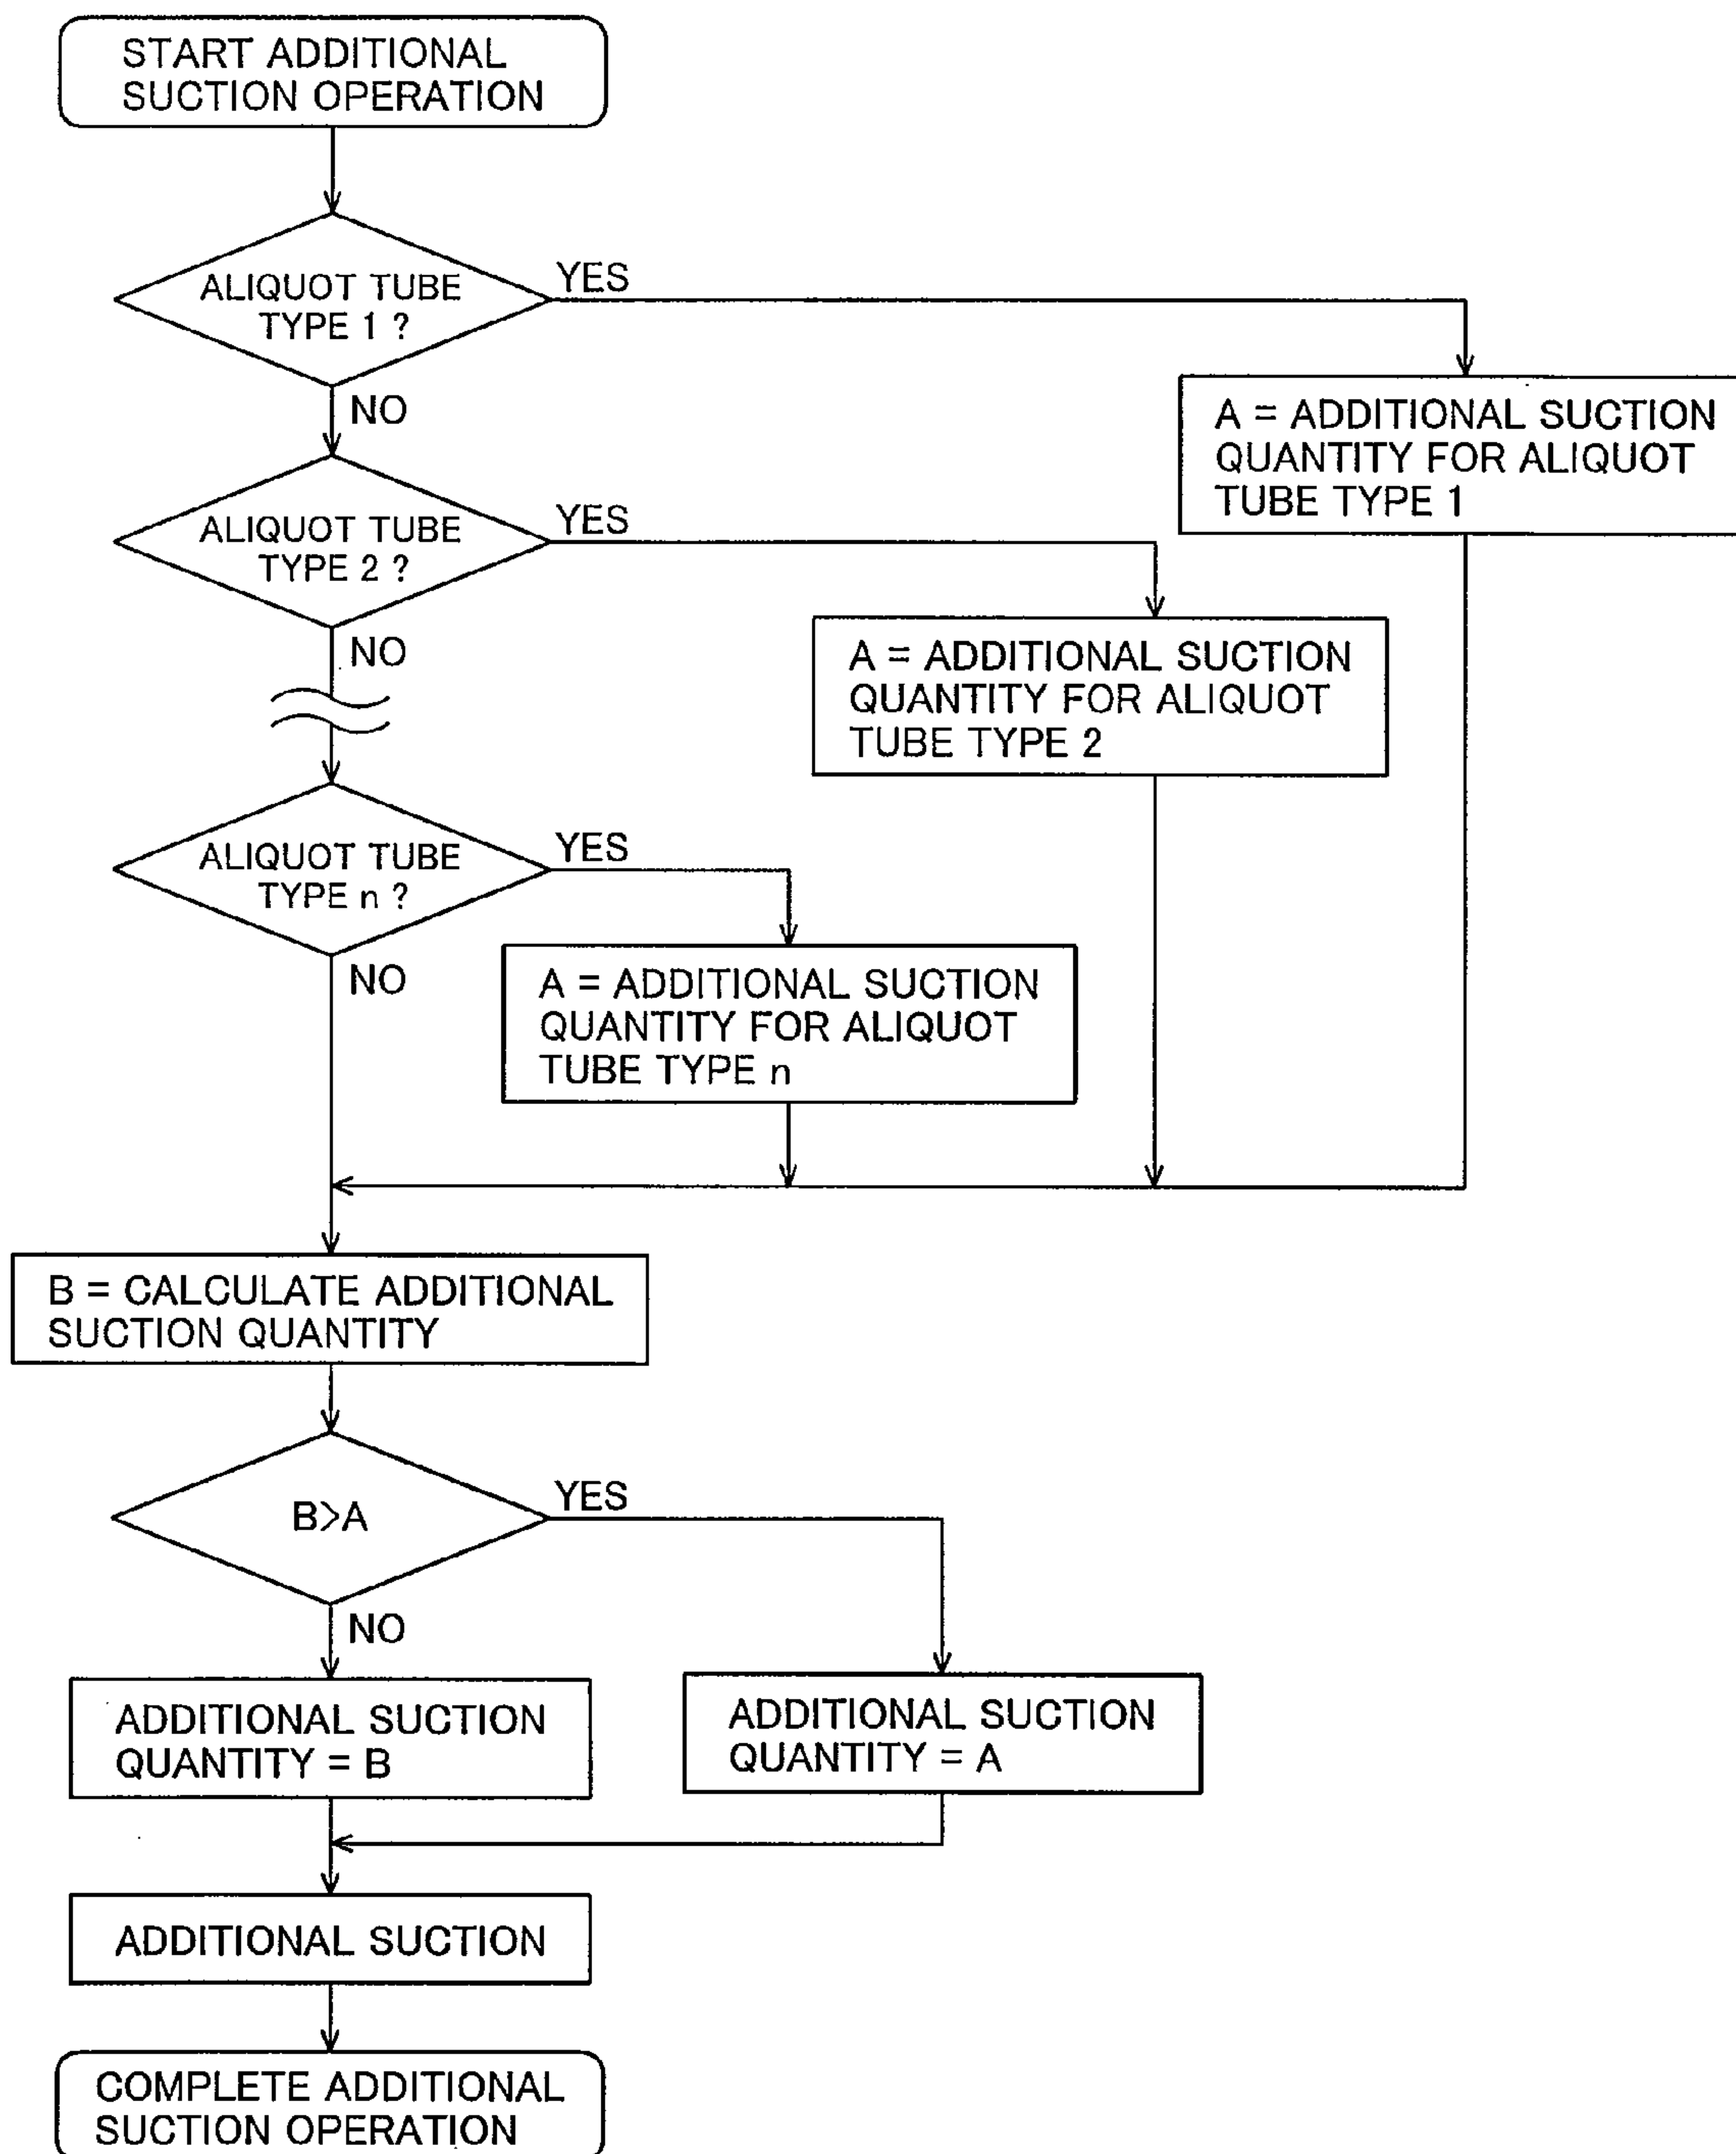 START ADDITIONAL
SUCTION OPERATION
ALIQUOT TUBE
TYPE 1 ?
YES
NO
A = ADDITIONAL SUCTION
QUANTITY FOR ALIQUOT
TUBE TYPE 1
ALIQUOT TUBE
TYPE 2 ?
YES
NO
A = ADDITIONAL SUCTION
QUANTITY FOR ALIQUOT
TUBE TYPE 2
ALIQUOT TUBE
TYPE n ?
YES
NO
A = ADDITIONAL SUCTION
QUANTITY FOR ALIQUOT
TUBE TYPE n
B = CALCULATE ADDITIONAL
SUCTION QUANTITY
B>A
YES
NO
ADDITIONAL SUCTION
QUANTITY = B
ADDITIONAL SUCTION
QUANTITY = A
ADDITIONAL SUCTION
COMPLETE ADDITIONAL
SUCTION OPERATION